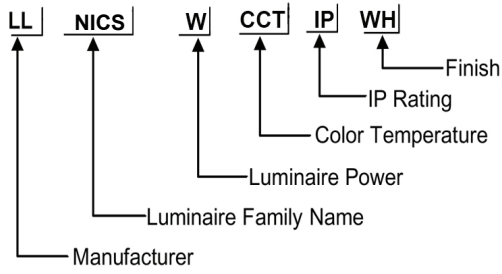 LL NICS W CCT IP WH
Finish
IP Rating
Color Temperature
Luminaire Power
Luminaire Family Name
Manufacturer